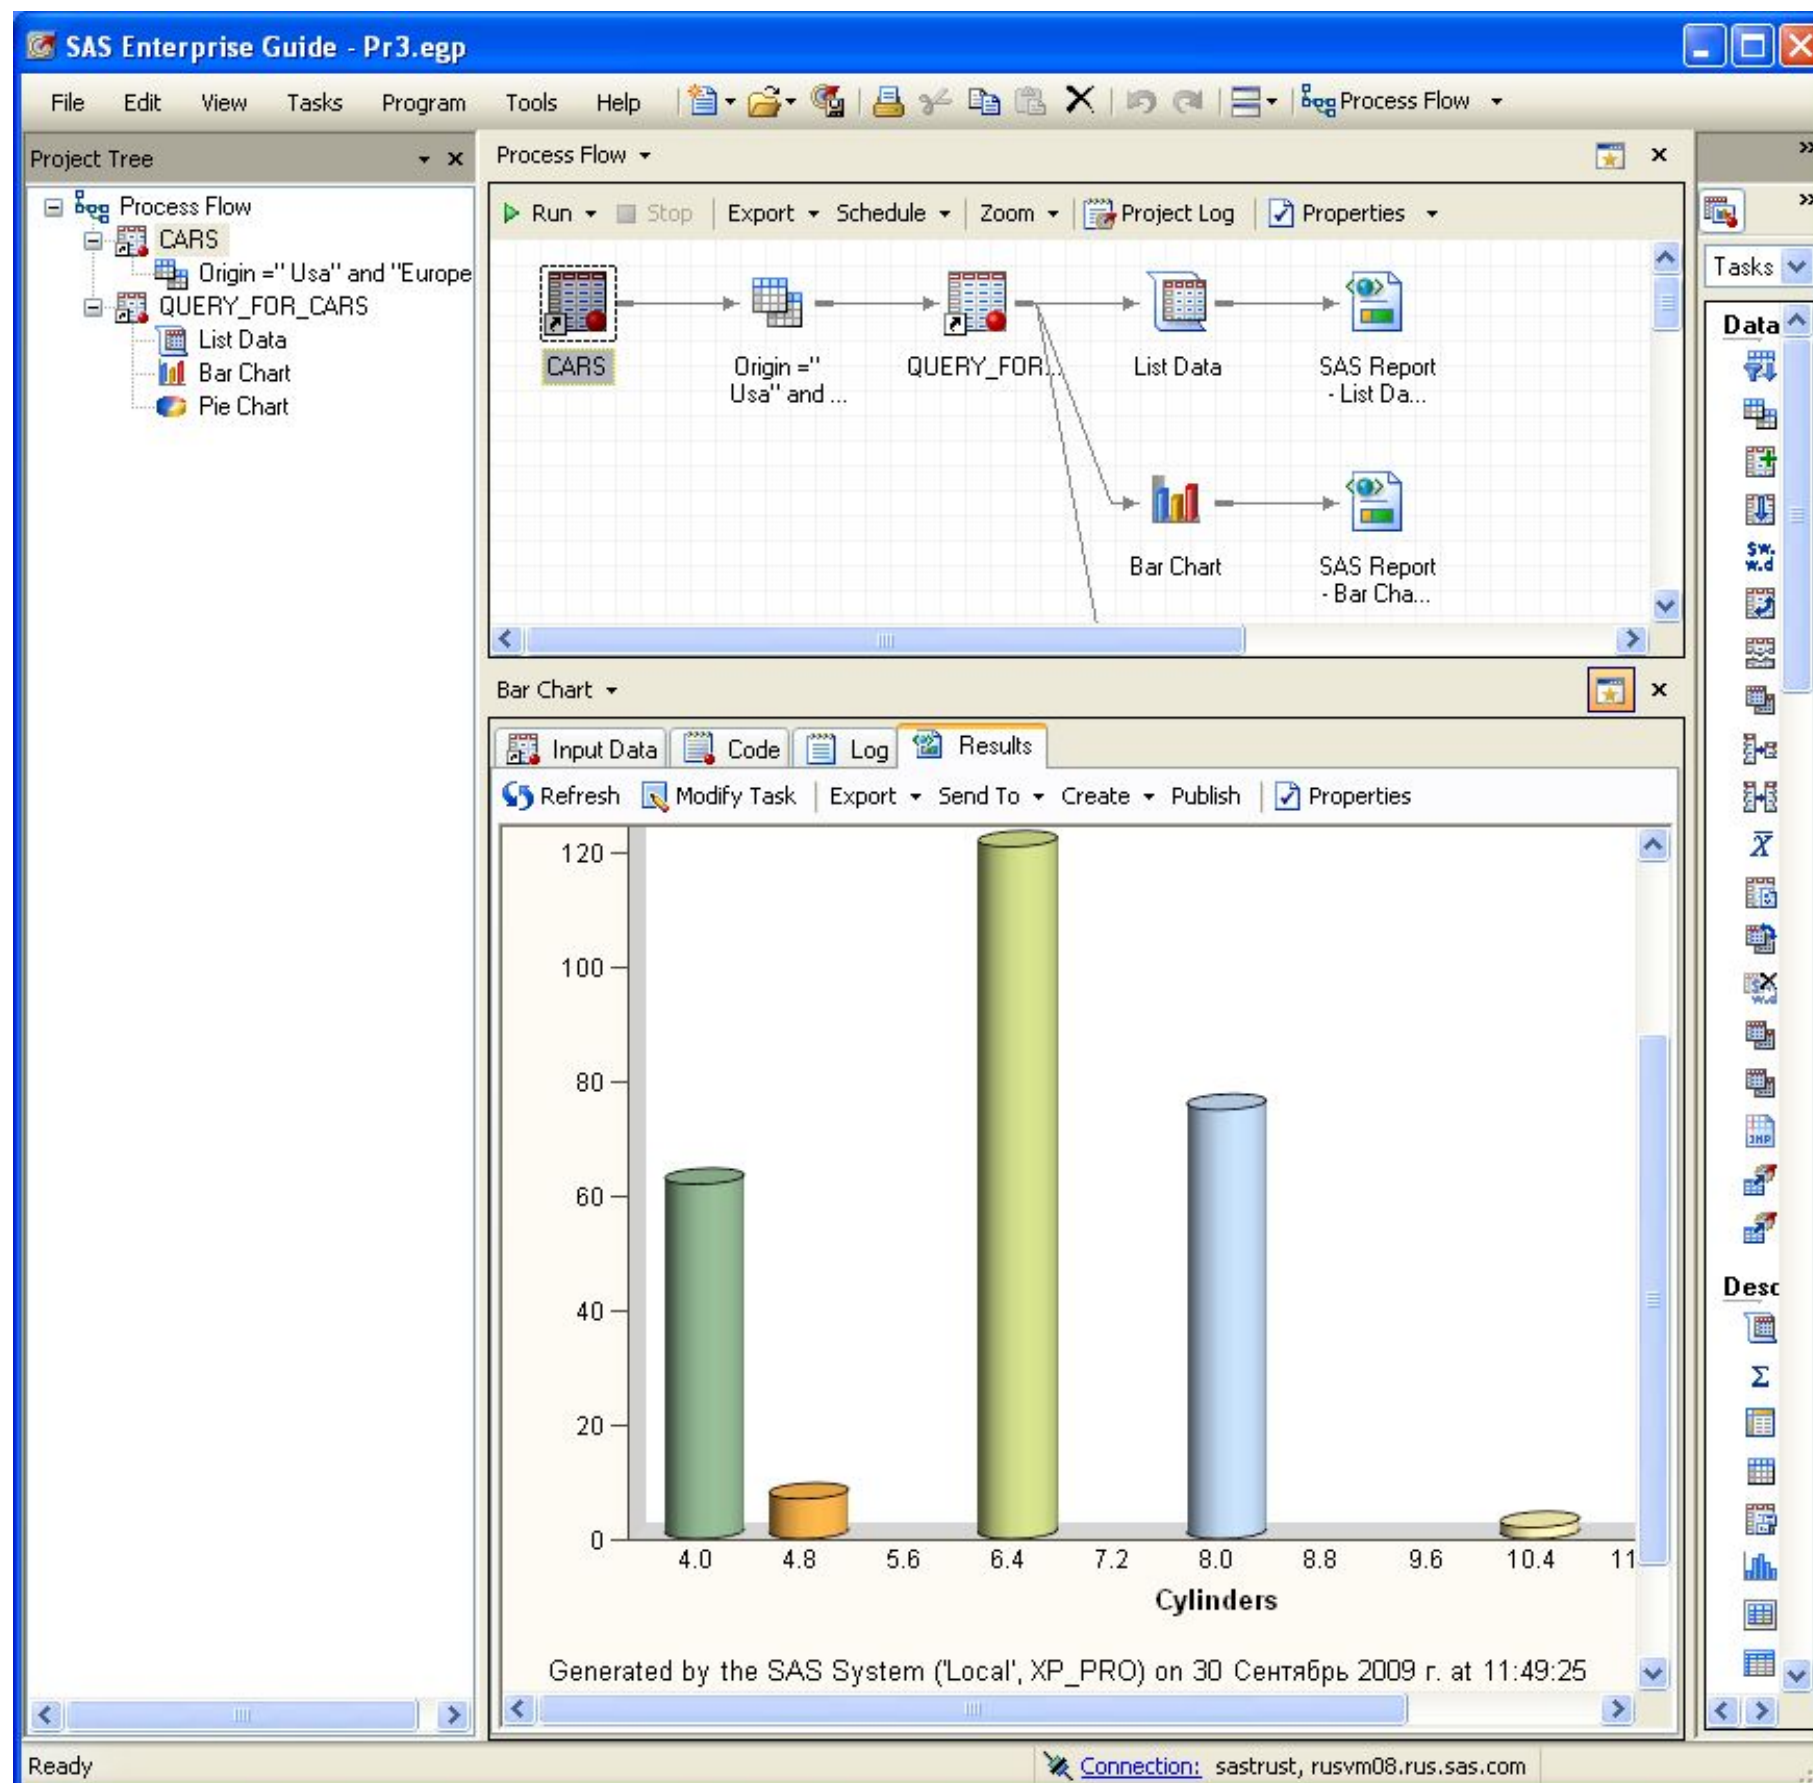 SAS Enterprise Guide - Pr3.egp
File Edit View Tasks Program Tools Help Process Flow
Project Tree
Process Flow
CARS
Origin =" Usa" and "Europe
QUERY_FOR_CARS
List Data
Bar Chart
Pie Chart
Process Flow
Run Stop Export Schedule Zoom Project Log Properties
CARS
Origin ="
Usa" and ...
QUERY_FOR...
List Data
SAS Report
- List Da...
Bar Chart
SAS Report
- Bar Cha...
Bar Chart
Input Data Code Log Results
Refresh Modify Task Export Send To Create Publish Properties
120
100
80
60
40
20
0
4.0 4.8 5.6 6.4 7.2 8.0 8.8 9.6 10.4 11
Cylinders
Generated by the SAS System ('Local', XP_PRO) on 30 Сентябрь 2009 г. at 11:49:25
Tasks
Data
Desc
Ready
Connection: sastrust, rusvm08.rus.sas.com